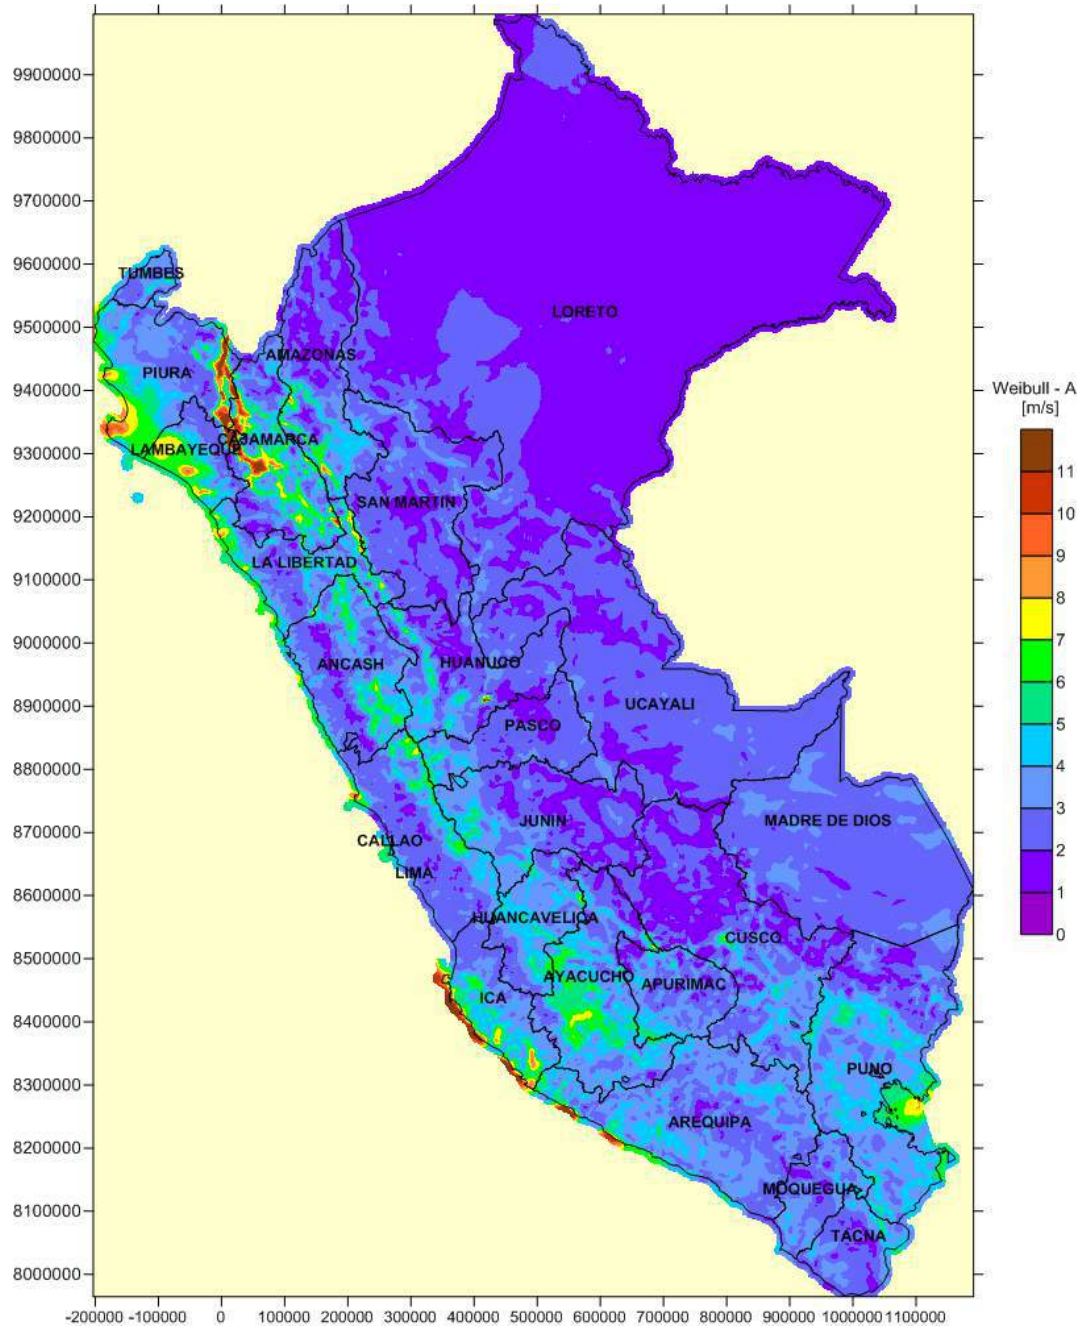 9900000
9800000
9700000
9600000
TUMBES
9500000
LORETO
AMAZONAS
9400000
PIURA
Weibull - A
[m/s]
CAJAMARCA
LAMBAYEQUE
9300000
11
SAN MARTIN
10
9200000
9
LA LIBERTAD
8
9100000
7
9000000
6
ANCASH
HUANUCO
5
8900000
UCAYALI
PASCO
4
8800000
3
JUNIN
MADRE DE DIOS
2
8700000
CALLAO
LIMA
1
8600000
HUANCAVELICA
0
CUSCO
8500000
AYACUCHO
APURIMAC
ICA
8400000
PUNO
8300000
AREQUIPA
8200000
MOQUEGUA
8100000
TACNA
8000000
-200000 -100000 0 100000 200000 300000 400000 500000 600000 700000 800000 900000 1000000 1100000